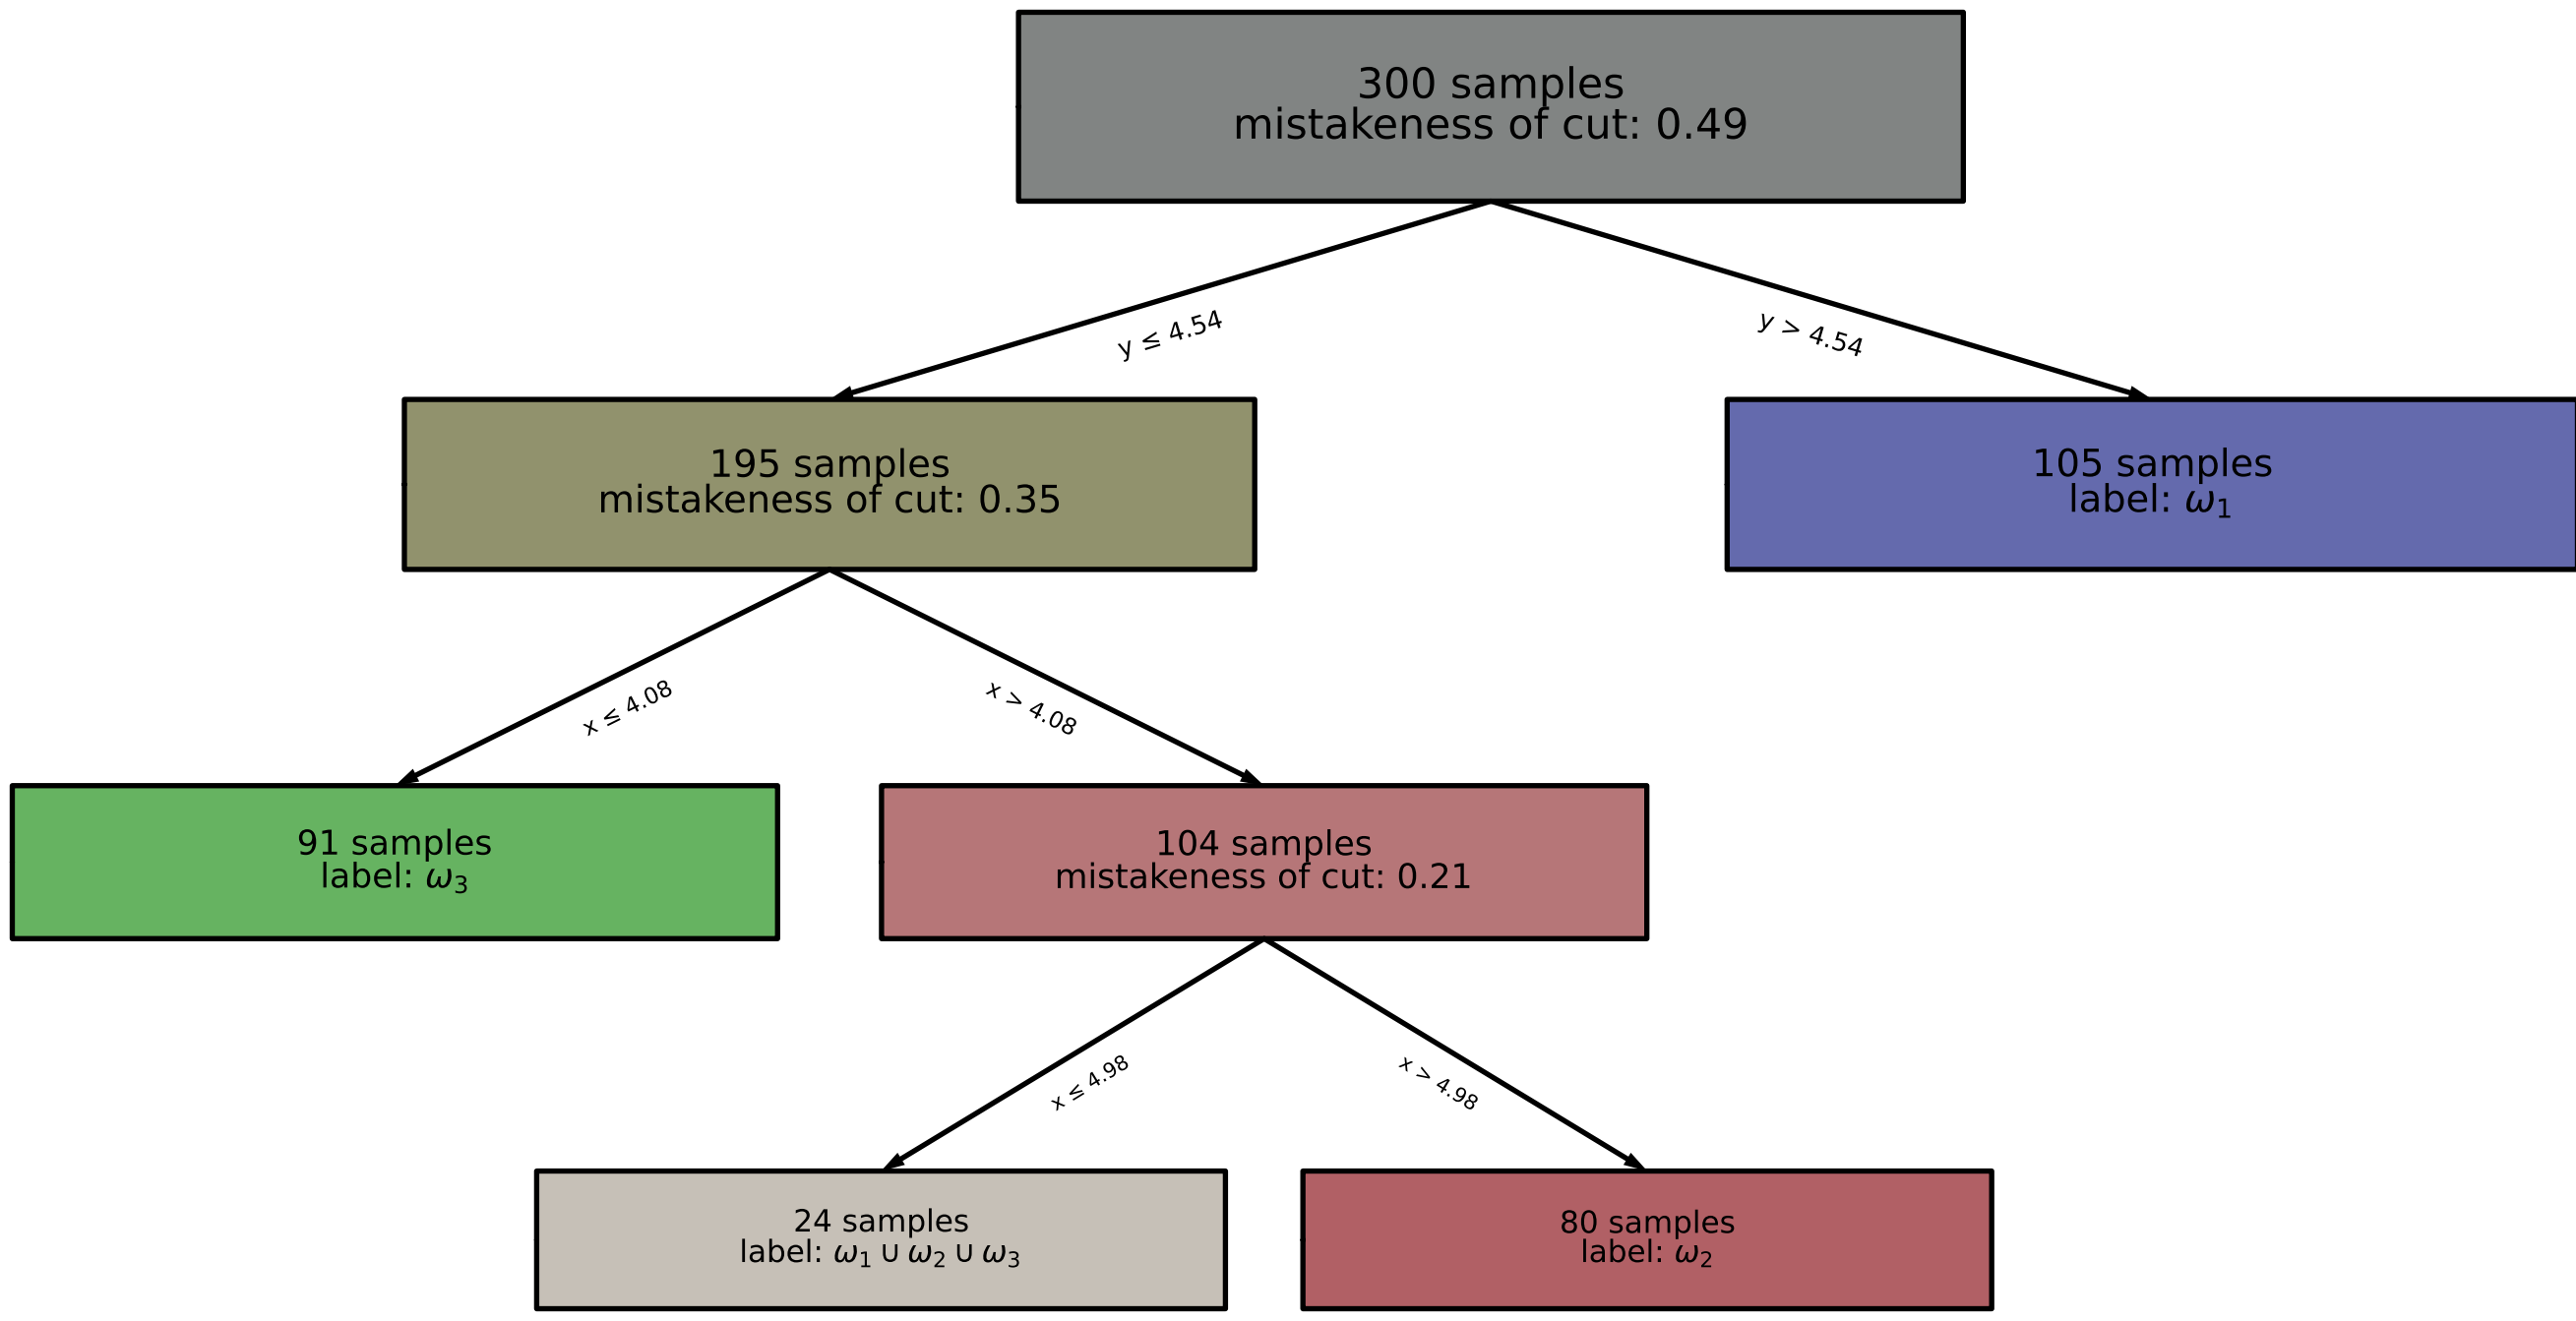 300 samples
mistakeness of cut: 0.49
y ≤ 4.54
y > 4.54
195 samples
mistakeness of cut: 0.35
105 samples
label: ω₁
x ≤ 4.08
x > 4.08
91 samples
label: ω₃
104 samples
mistakeness of cut: 0.21
x ≤ 4.98
x > 4.98
24 samples
label: ω₁ ∪ ω₂ ∪ ω₃
80 samples
label: ω₂